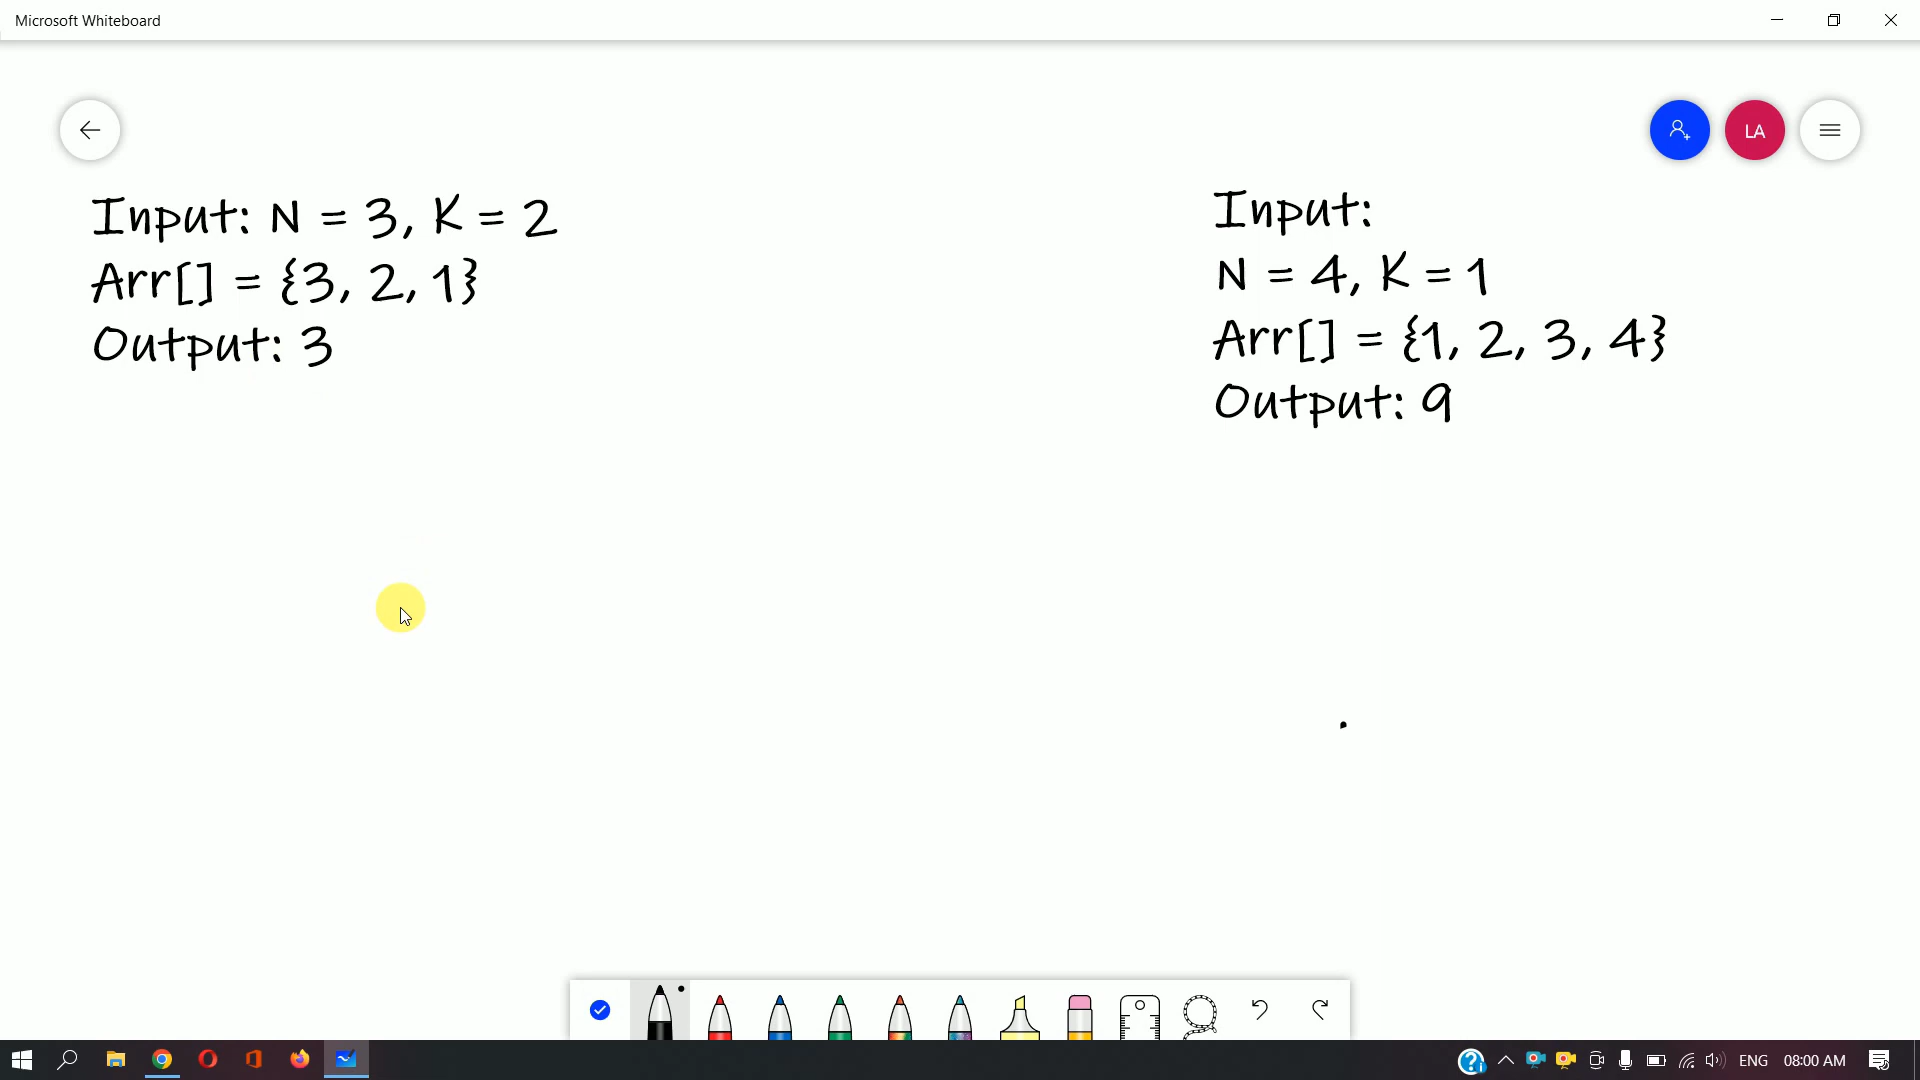 Microsoft Whiteboard
LA
Input: N = 3, K = 2
Arr[] = {3, 2, 1}
Output: 3
Input:
N = 4, K = 1
Arr[] = {1, 2, 3, 4}
Output: 9
ENG
08:00 AM